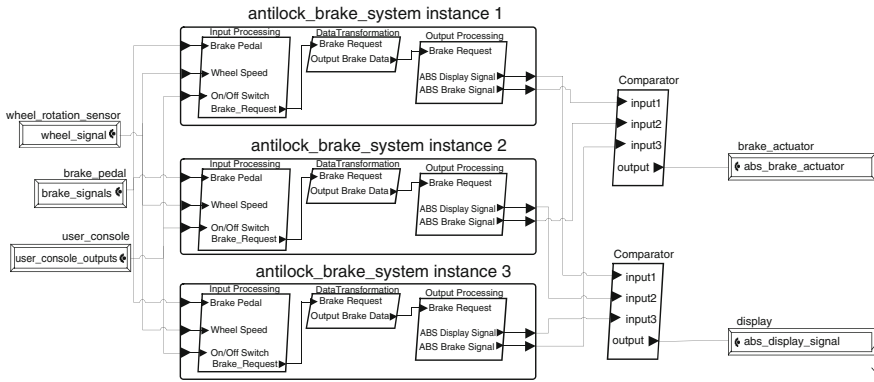 antilock_brake_system instance 1
Input Processing
Brake Pedal
Wheel Speed
On/Off Switch
Brake_Request
DataTransformation
Brake Request
Output Brake Data
Output Processing
Brake Request
ABS Display Signal
ABS Brake Signal
wheel_rotation_sensor
wheel_signal
brake_pedal
brake_signals
user_console
user_console_outputs
antilock_brake_system instance 2
Input Processing
Brake Pedal
Wheel Speed
On/Off Switch
Brake_Request
DataTransformation
Brake Request
Output Brake Data
Output Processing
Brake Request
ABS Display Signal
ABS Brake Signal
antilock_brake_system instance 3
Input Processing
Brake Pedal
Wheel Speed
On/Off Switch
Brake_Request
DataTransformation
Brake Request
Output Brake Data
Output Processing
Brake Request
ABS Display Signal
ABS Brake Signal
Comparator
input1
input2
input3
output
brake_actuator
abs_brake_actuator
Comparator
input1
input2
input3
output
display
abs_display_signal